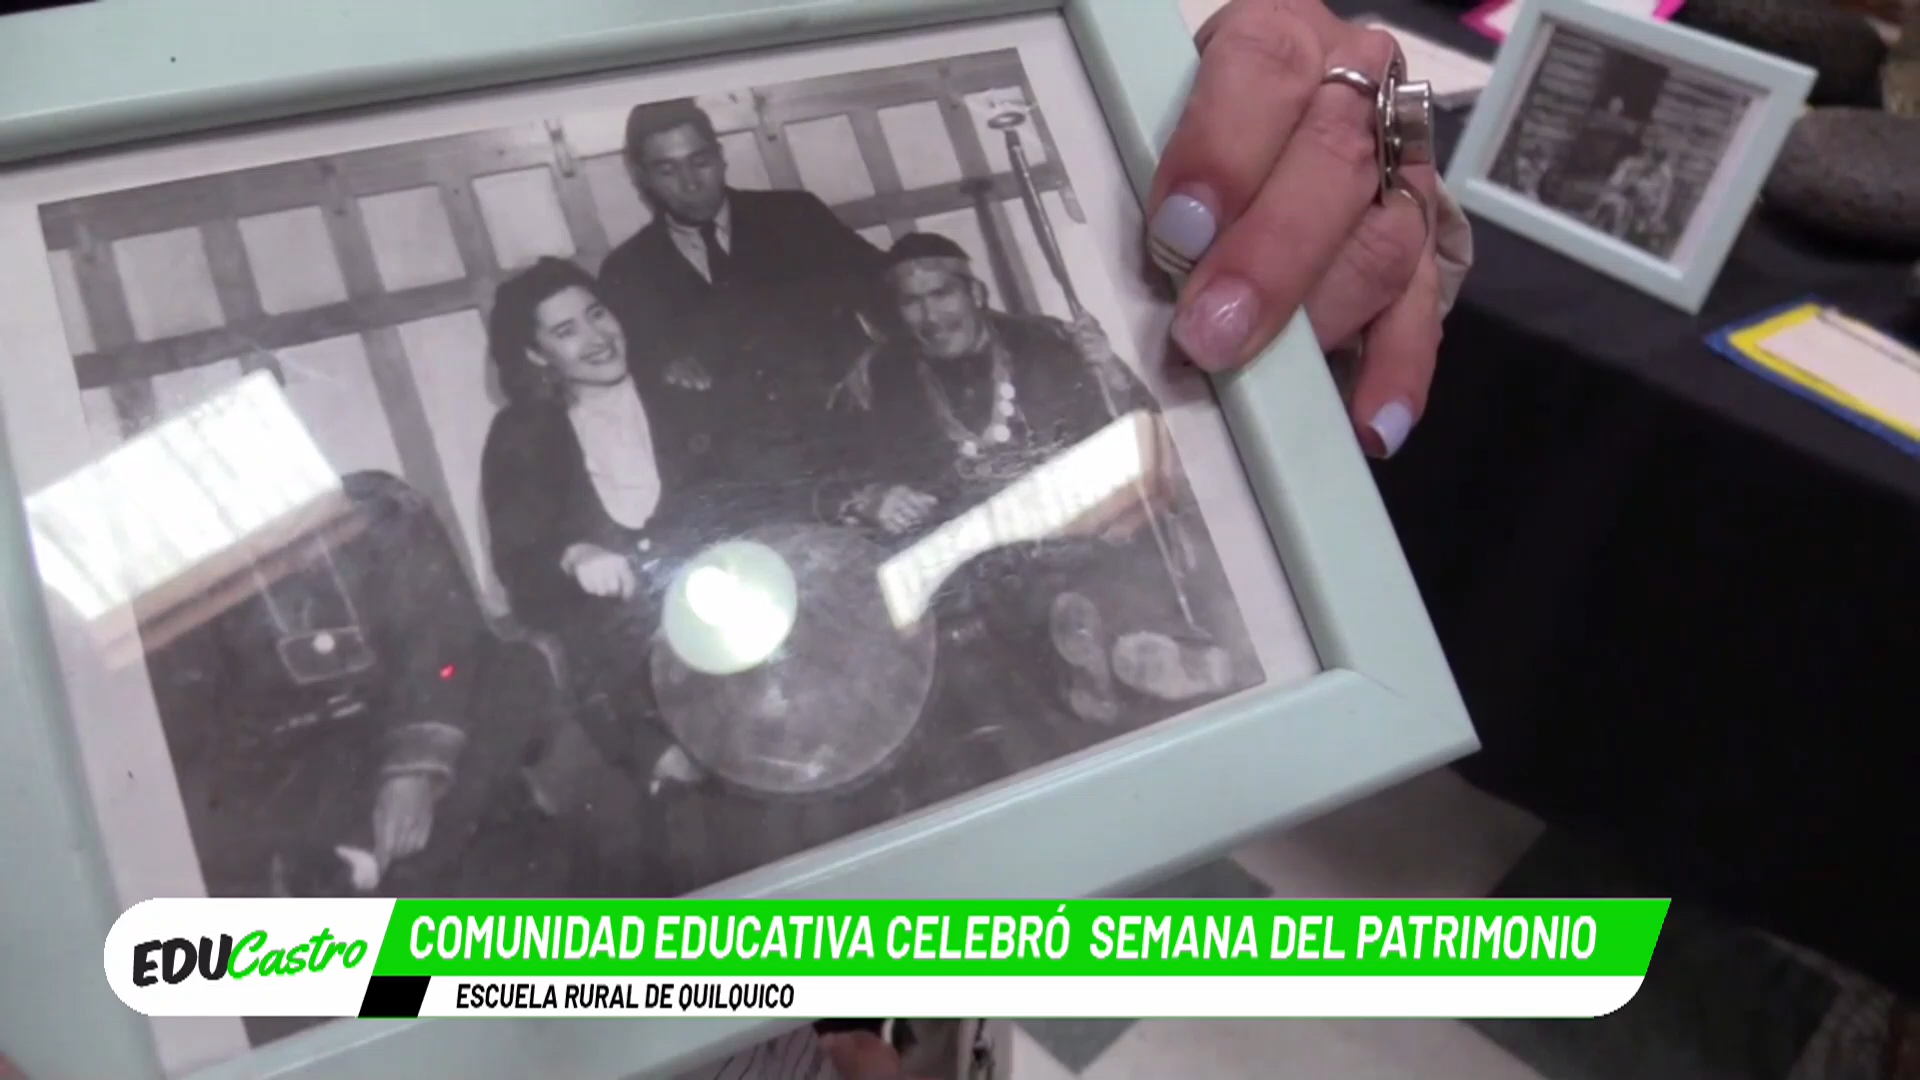 EDUCastro
COMUNIDAD EDUCATIVA CELEBRÓ SEMANA DEL PATRIMONIO
ESCUELA RURAL DE QUILQUICO